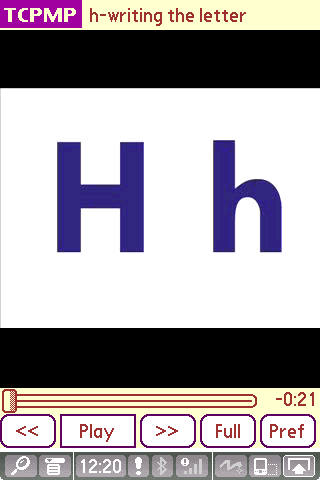 TCPMP h-writing the letter
H h
-0:21
<< Play >> Full Pref
12:20